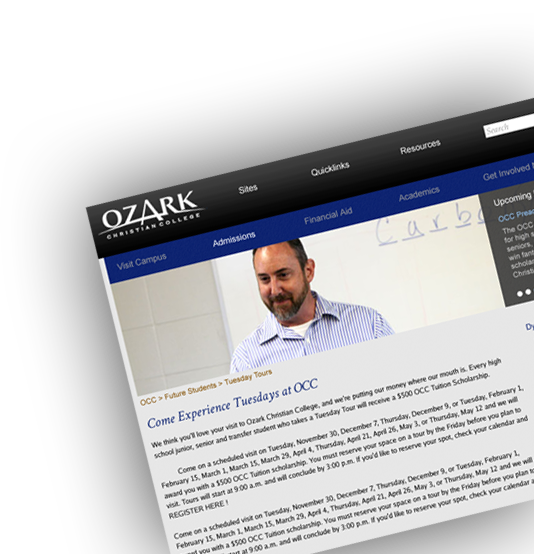 Search
Sites
Quicklinks
Resources
OZARK
CHRISTIAN COLLEGE
Visit Campus
Admissions
Financial Aid
Academics
Get Involved
Carbo
Upcoming
OCC Preac
The OCC
for high s
seniors.
win fant
scholar
Christi
OCC > Future Students > Tuesday Tours
Come Experience Tuesdays at OCC
We think you'll love your visit to Ozark Christian College, and we're putting our money where our mouth is. Every high
school junior, senior and transfer student who takes a Tuesday Tour will receive a $500 OCC Tuition Scholarship.
Come on a scheduled visit on Tuesday, November 30, December 7, Thursday, December 9, or Tuesday, February 1,
February 15, March 1, March 15, March 29, April 4, Thursday, April 21, April 26, May 3, or Thursday, May 12 and we will
award you with a $500 OCC Tuition scholarship. You must reserve your space on a tour by the Friday before you plan to
visit. Tours will start at 9:00 a.m. and will conclude by 3:00 p.m. If you'd like to reserve your spot, check your calendar and
REGISTER HERE !
Come on a scheduled visit on Tuesday, November 30, December 7, Thursday, December 9, or Tuesday, February 1,
February 15, March 1, March 15, March 29, April 4, Thursday, April 21, April 26, May 3, or Thursday, May 12 and we will
you with a $500 OCC Tuition scholarship. You must reserve your space on a tour by the Friday before you plan to
start at 9:00 a.m. and will conclude by 3:00 p.m. If you'd like to reserve your spot, check your calendar